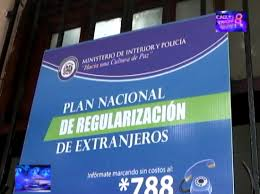 MINISTERIO DE INTERIOR Y POLICÍA
"Hacia una Cultura de Paz"
PLAN NACIONAL
DE REGULARIZACIÓN
DE EXTRANJEROS
Infórmate marcando sin costos al:
*788